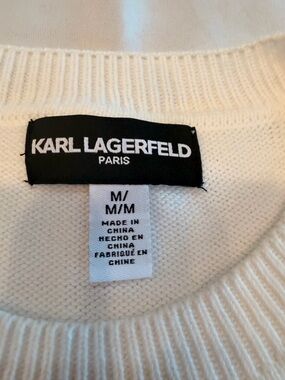 KARL LAGERFELD
PARIS
M/
M/M
MADE IN
CHINA
HECHO EN
CHINA
FABRIQUÉ EN
CHINE